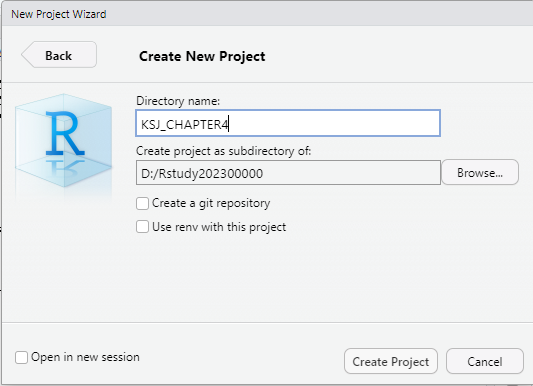 New Project Wizard
Back
Create New Project
R
Directory name:
KSJ_CHAPTER4
Create project as subdirectory of:
D:/Rstudy202300000
Browse...
Create a git repository
Use renv with this project
Open in new session
Create Project
Cancel